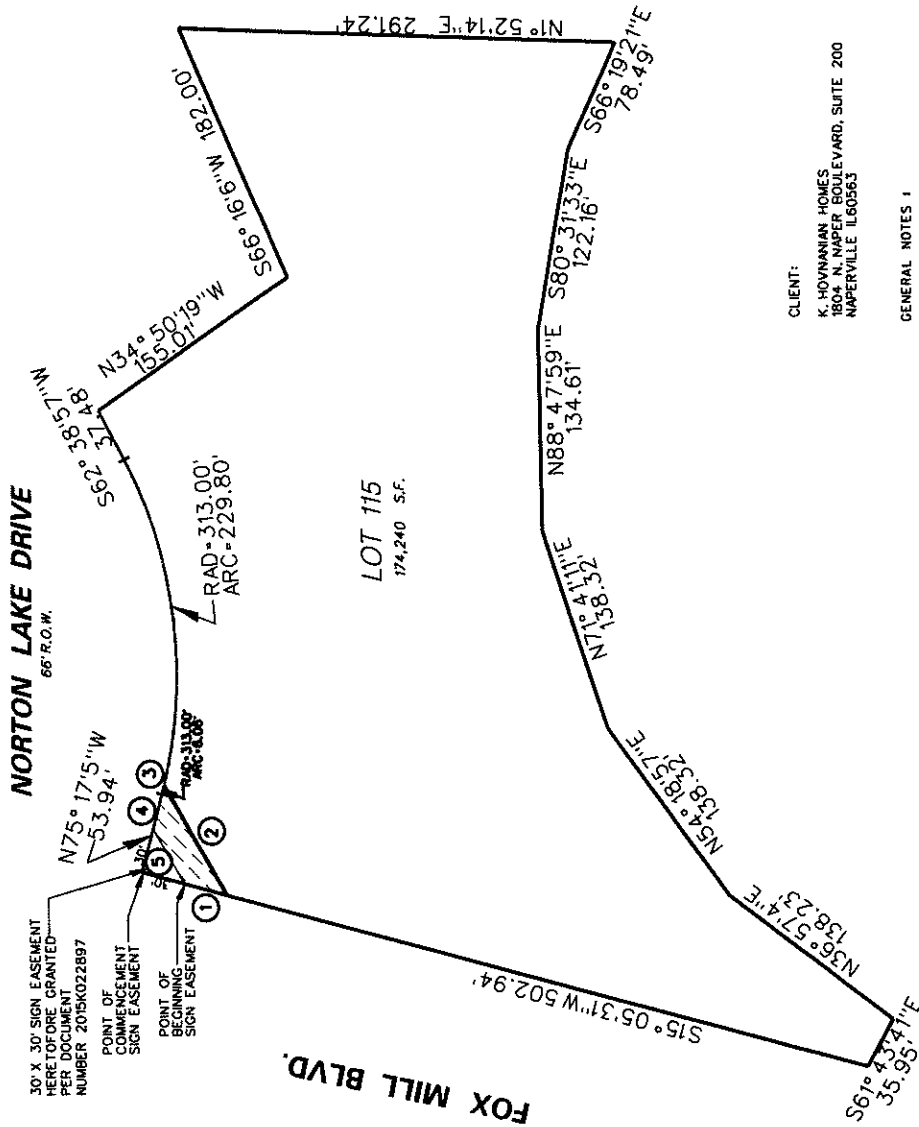 NORTON LAKE DRIVE
66' R.O.W.
30' X 30' SIGN EASEMENT
HERETOFORE GRANTED
PER DOCUMENT
NUMBER 2015K022897
POINT OF
COMMENCEMENT
SIGN EASEMENT
POINT OF
BEGINNING
SIGN EASEMENT
N75° 17'5"W
53.94'
30'
30'
5
4
3
RAD=313.00'
ARC=6.06'
2
1
RAD=313.00'
ARC=229.80'
S62° 38'57"W
37.48'
N34° 50'19"W
155.01'
S66° 16'6"W 182.00'
N1° 52'14"E 291.24'
LOT 115
174,240 S.F.
FOX MILL BLVD.
S15° 05'31"W 502.94'
S61° 43'41"E
35.95'
N36° 57'4"E
138.23'
N54° 18'57"E
138.32'
N71° 4'11"E
138.32'
N88° 47'59"E
134.61'
S80° 31'33"E
122.16'
S66° 19'21"E
78.49'
CLIENT:
K. HOVNANIAN HOMES
1804 N. NAPER BOULEVARD, SUITE 200
NAPERVILLE IL60563
GENERAL NOTES :